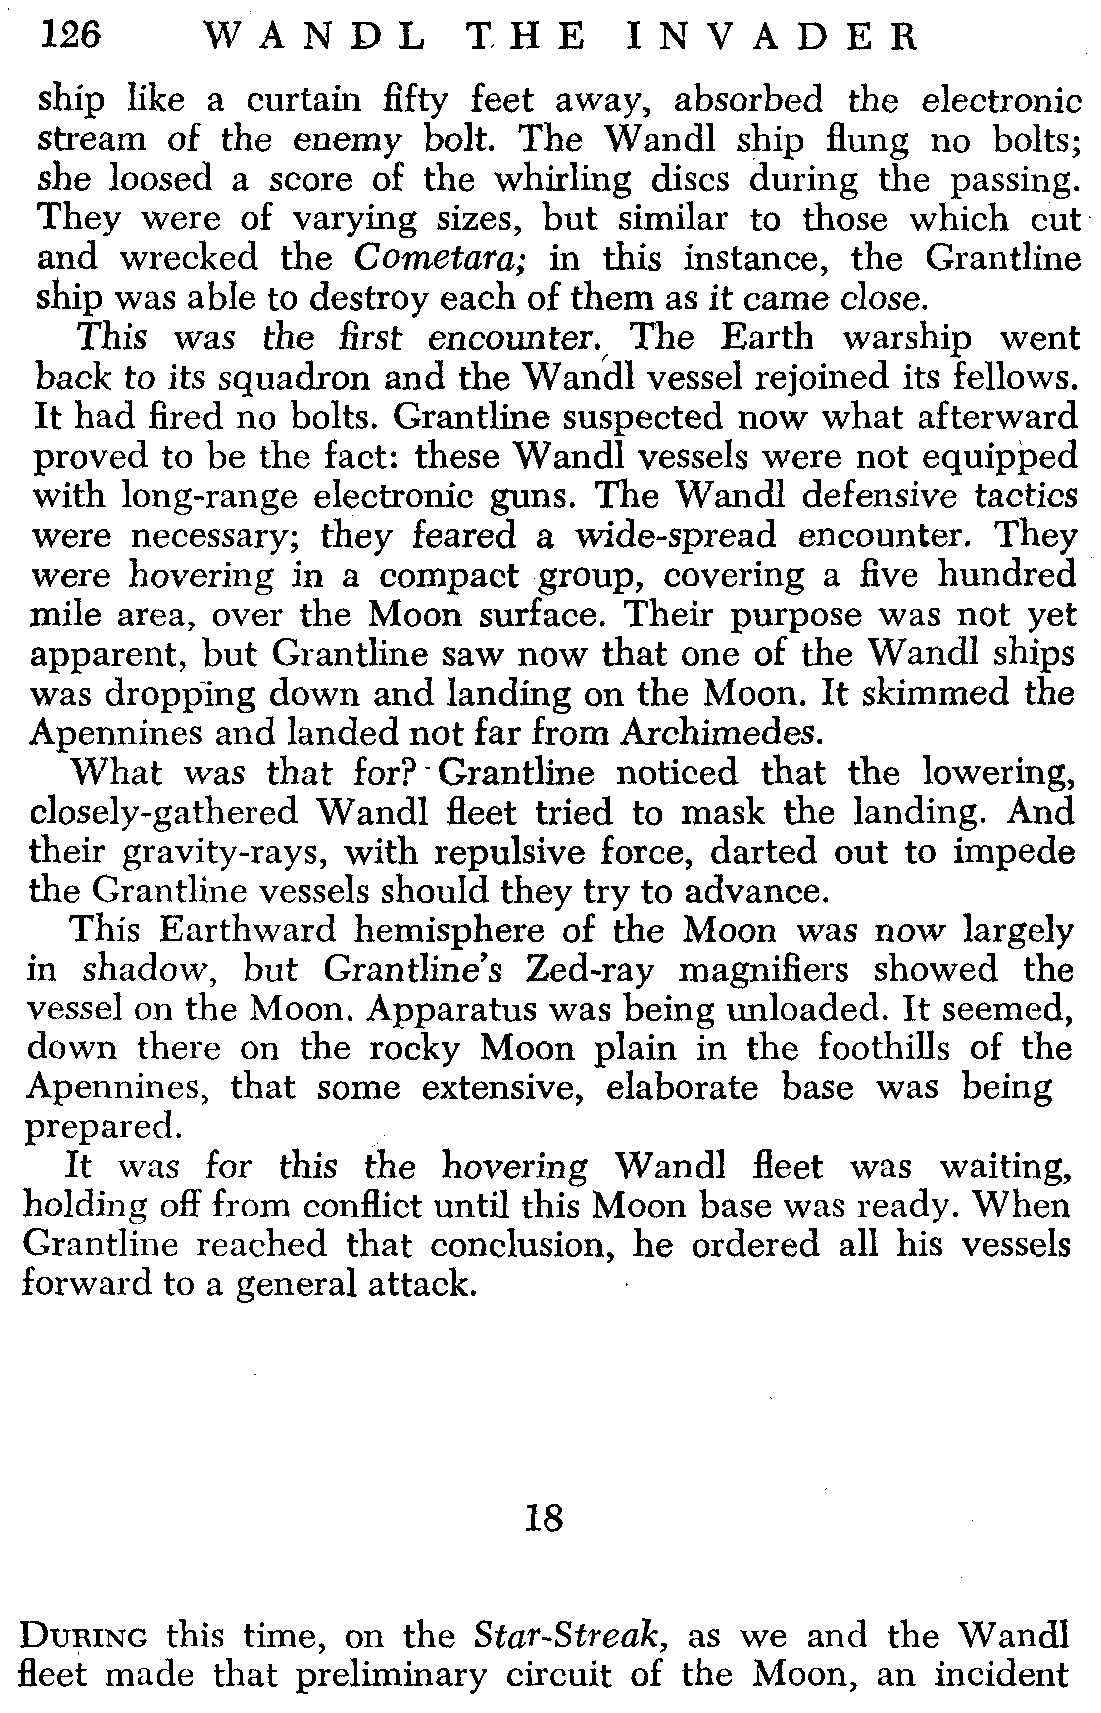 126 WANDL THE INVADER
ship like a curtain fifty feet away, absorbed the electronic
stream of the enemy bolt. The Wandl ship flung no bolts;
she loosed a score of the whirling discs during the passing.
They were of varying sizes, but similar to those which cut
and wrecked the Cometara; in this instance, the Grantline
ship was able to destroy each of them as it came close.
This was the first encounter. The Earth warship went
back to its squadron and the Wandl vessel rejoined its fellows.
It had fired no bolts. Grantline suspected now what afterward
proved to be the fact: these Wandl vessels were not equipped
with long-range electronic guns. The Wandl defensive tactics
were necessary; they feared a wide-spread encounter. They
were hovering in a compact group, covering a five hundred
mile area, over the Moon surface. Their purpose was not yet
apparent, but Grantline saw now that one of the Wandl ships
was dropping down and landing on the Moon. It skimmed the
Apennines and landed not far from Archimedes.
What was that for? Grantline noticed that the lowering,
closely-gathered Wandl fleet tried to mask the landing. And
their gravity-rays, with repulsive force, darted out to impede
the Grantline vessels should they try to advance.
This Earthward hemisphere of the Moon was now largely
in shadow, but Grantline's Zed-ray magnifiers showed the
vessel on the Moon. Apparatus was being unloaded. It seemed,
down there on the rocky Moon plain in the foothills of the
Apennines, that some extensive, elaborate base was being
prepared.
It was for this the hovering Wandl fleet was waiting,
holding off from conflict until this Moon base was ready. When
Grantline reached that conclusion, he ordered all his vessels
forward to a general attack.
18
DURING this time, on the Star-Streak, as we and the Wandl
fleet made that preliminary circuit of the Moon, an incident